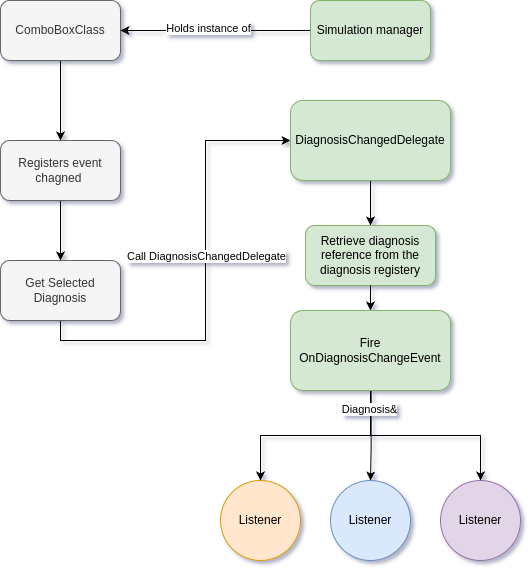 ComboBoxClass
Holds instance of
Simulation manager
DiagnosisChangedDelegate
Registers event
chagned
Retrieve diagnosis
reference from the
diagnosis registery
Call DiagnosisChangedDelegate
Get Selected
Diagnosis
Fire
OnDiagnosisChangeEvent
Diagnosis&
Listener
Listener
Listener